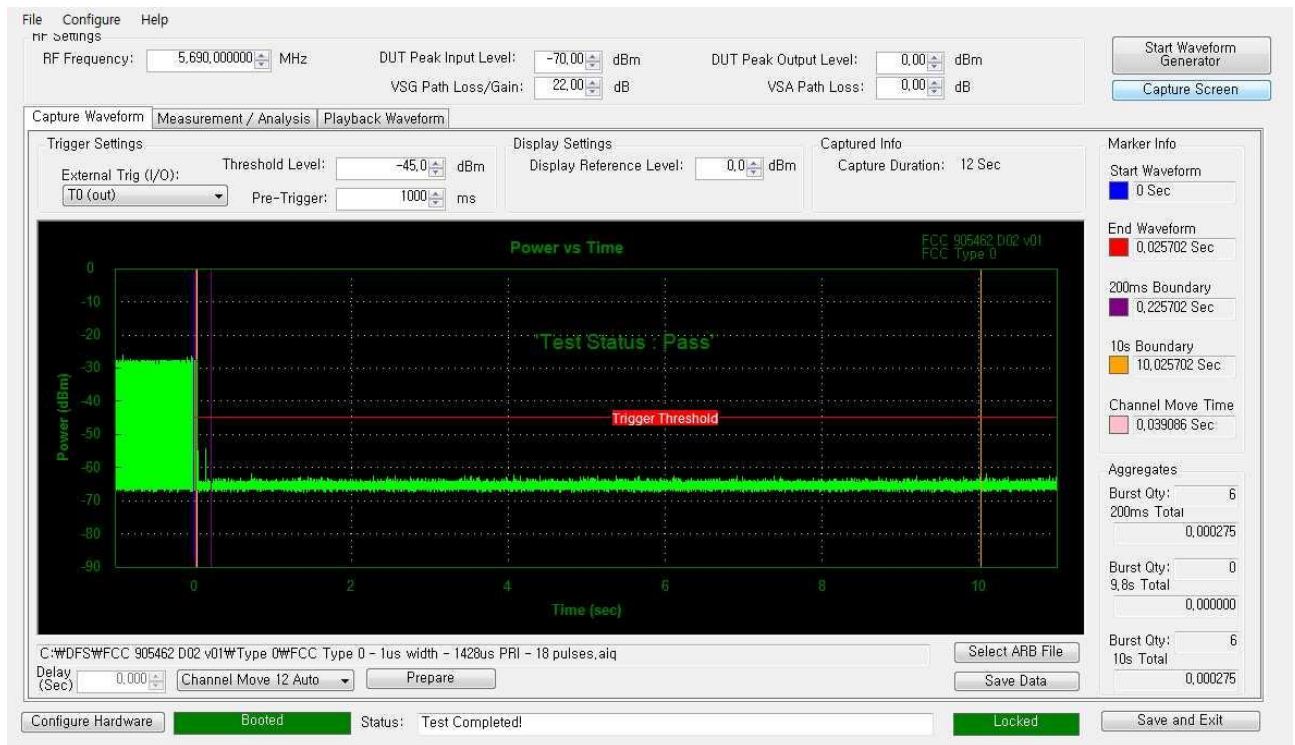 File Configure Help
RF Settings
RF Frequency: 5,690,000000 MHz DUT Peak Input Level: -70,00 dBm DUT Peak Output Level: 0,00 dBm
VSG Path Loss/Gain: 22,00 dB VSA Path Loss: 0,00 dB
Start Waveform
Generator
Capture Screen
Capture Waveform Measurement / Analysis Playback Waveform
Trigger Settings
External Trig (I/O): Threshold Level: -45,0 dBm
T0 (out) Pre-Trigger: 1000 ms
Display Settings
Display Reference Level: 0,0 dBm
Captured Info
Capture Duration: 12 Sec
Power vs Time
FCC 905462 D02 v01
FCC Type 0
'Test Status : Pass'
Trigger Threshold
Power (dBm)
0
-10
-20
-30
-40
-50
-60
-70
-80
-90
0 2 4 6 8 10
Time (sec)
Marker Info
Start Waveform
0 Sec
End Waveform
0,025702 Sec
200ms Boundary
0,225702 Sec
10s Boundary
10,025702 Sec
Channel Move Time
0,039086 Sec
Aggregates
Burst Qty: 6
200ms Total
0,000275
Burst Qty: 0
9,8s Total
0,000000
Burst Qty: 6
10s Total
0,000275
C:₩DFS₩FCC 905462 D02 v01₩Type 0₩FCC Type 0 - 1us width - 1428us PRI - 18 pulses,aiq
Select ARB File
Delay
(Sec) 0,000 Channel Move 12 Auto Prepare Save Data
Configure Hardware Booted Status: Test Completed! Locked Save and Exit